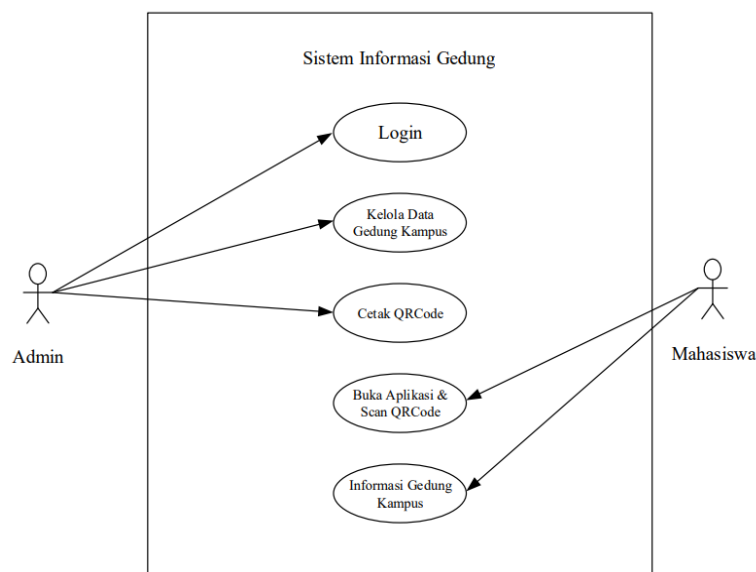 Sistem Informasi Gedung
Login
Kelola Data
Gedung Kampus
Cetak QRCode
Admin
Mahasiswa
Buka Aplikasi &
Scan QRCode
Informasi Gedung
Kampus